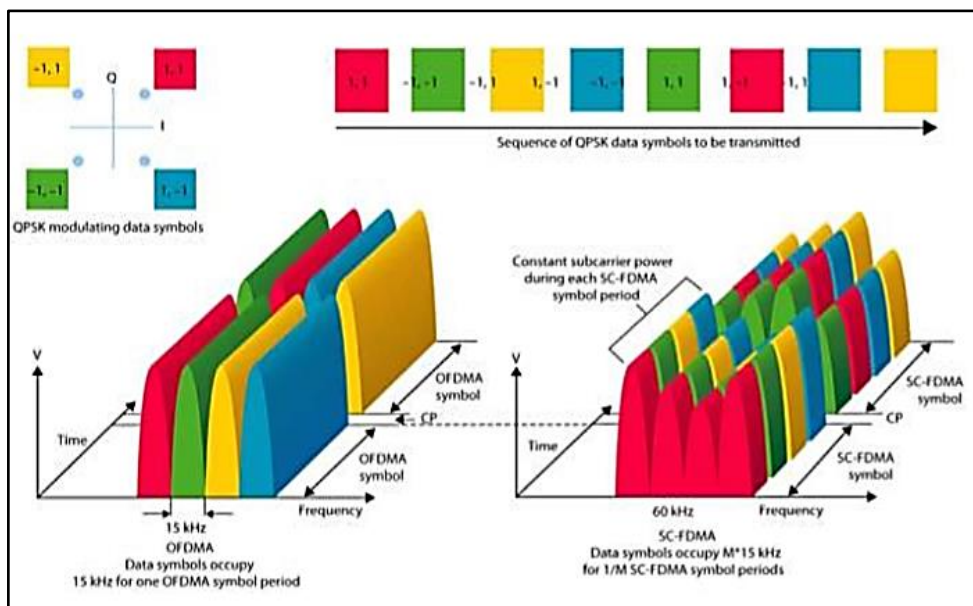 -1, 1
1, 1
Q
I
-1, -1
1, -1
QPSK modulating data symbols
1, 1 -1, -1 -1, 1 1, -1 -1, -1 1, 1 1, -1 -1, 1
Sequence of QPSK data symbols to be transmitted
Constant subcarrier power
during each SC-FDMA
symbol period
V
Time
OFDMA
symbol
CP
OFDMA
symbol
Frequency
15 kHz
OFDMA
Data symbols occupy
15 kHz for one OFDMA symbol period
V
Time
SC-FDMA
symbol
SC-FDMA
symbol
60 kHz
Frequency
SC-FDMA
Data symbols occupy M*15 kHz
for 1/M SC-FDMA symbol periods